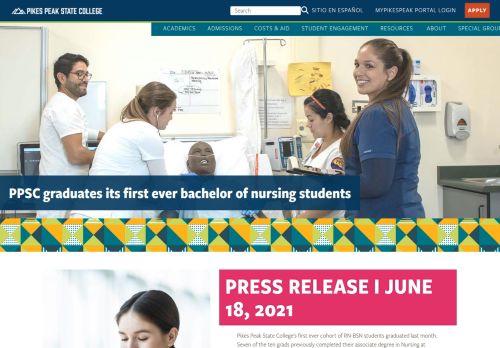 PIKES PEAK STATE COLLEGE
Search
SITIO EN ESPAÑOL
MYPIKESPEAK PORTAL LOGIN
APPLY
ACADEMICS ADMISSIONS COSTS & AID STUDENT ENGAGEMENT RESOURCES ABOUT SPECIAL GROU
PPSC graduates its first ever bachelor of nursing students
PRESS RELEASE I JUNE
18, 2021
Pikes Peak State College's first ever cohort of RN-BSN students graduated last month.
Seven of the ten grads previously completed their associate degree in Nursing at